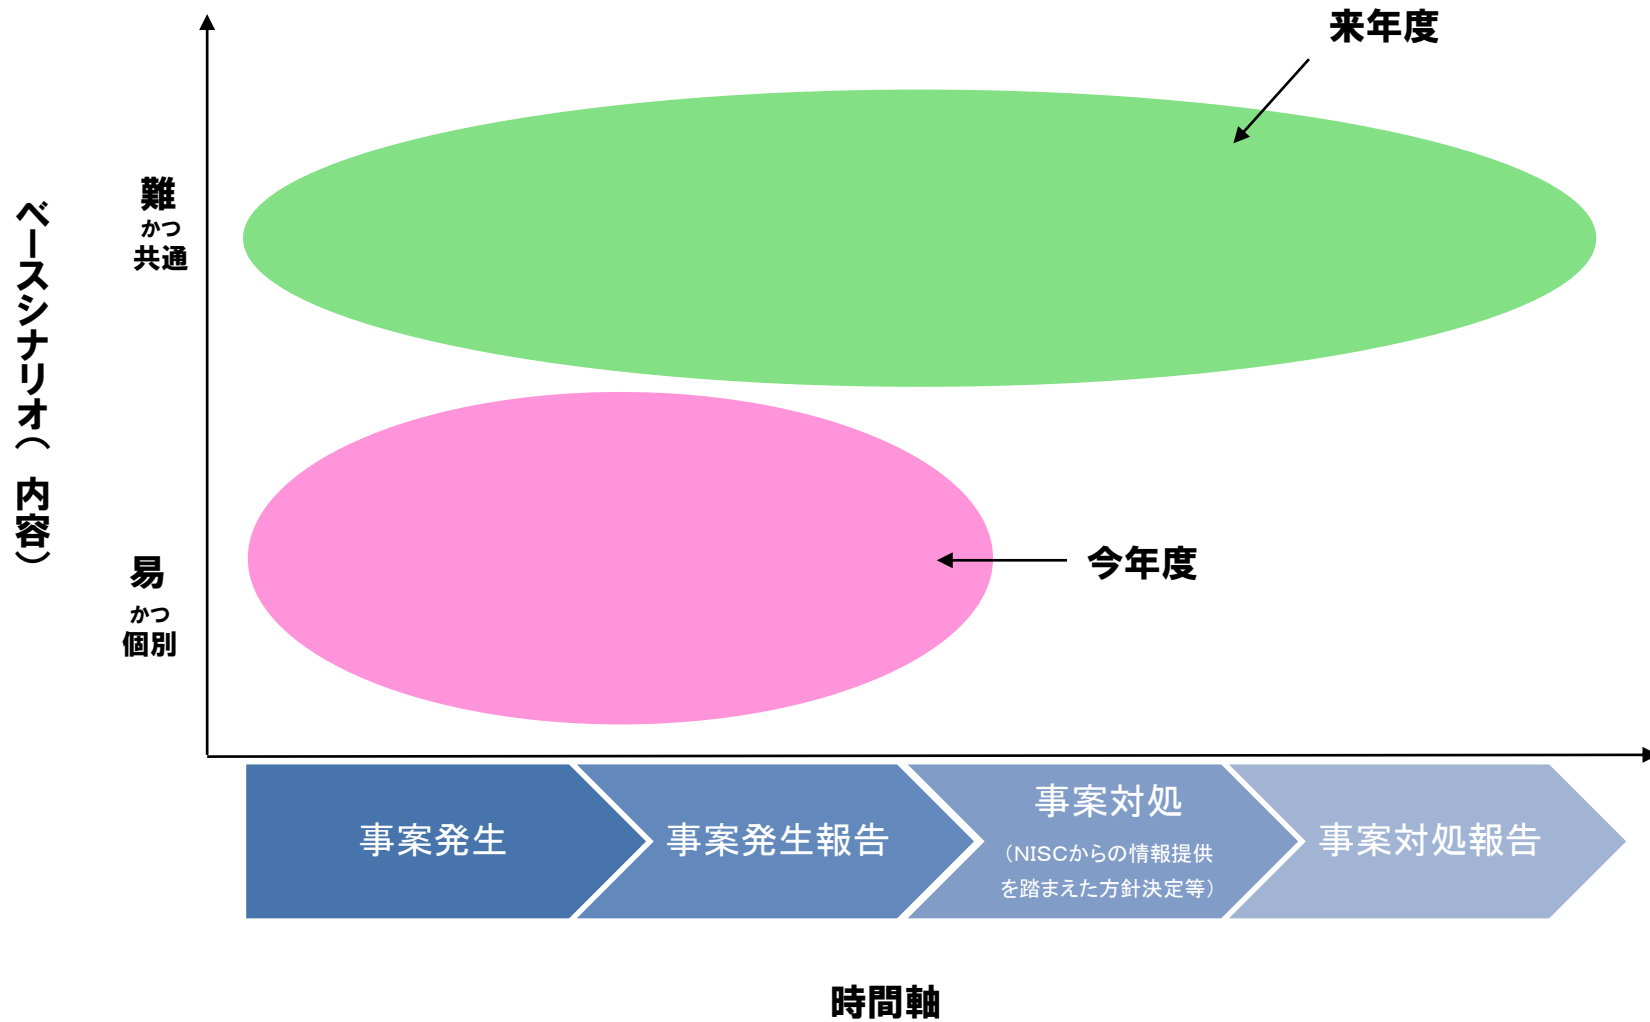 来年度
ベースシナリオ（内容）
難
かつ
共通
易
かつ
個別
今年度
事案発生
事案発生報告
事案対処
（NISCからの情報提供
を踏まえた方針決定等）
事案対処報告
時間軸